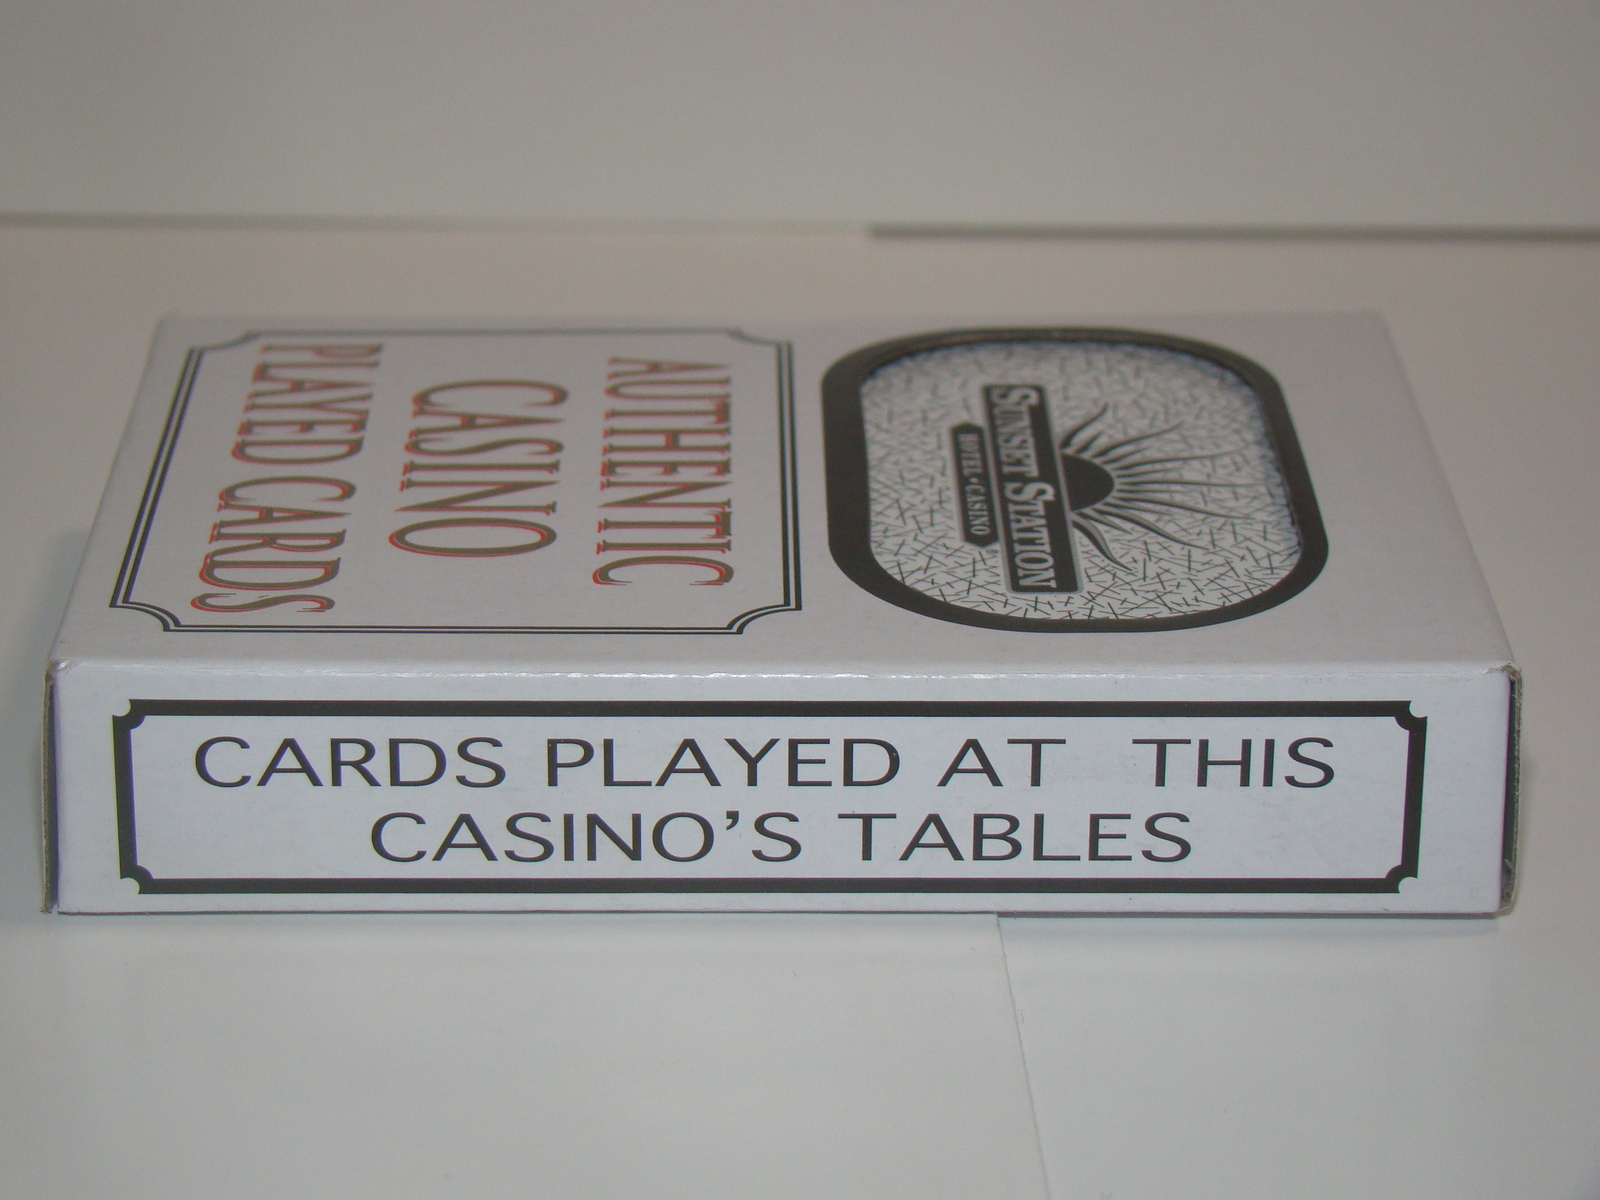 AUTHENTIC
CASINO
PLAYED CARDS
SUNSET STATION
HOTEL • CASINO
CARDS PLAYED AT THIS
CASINO'S TABLES